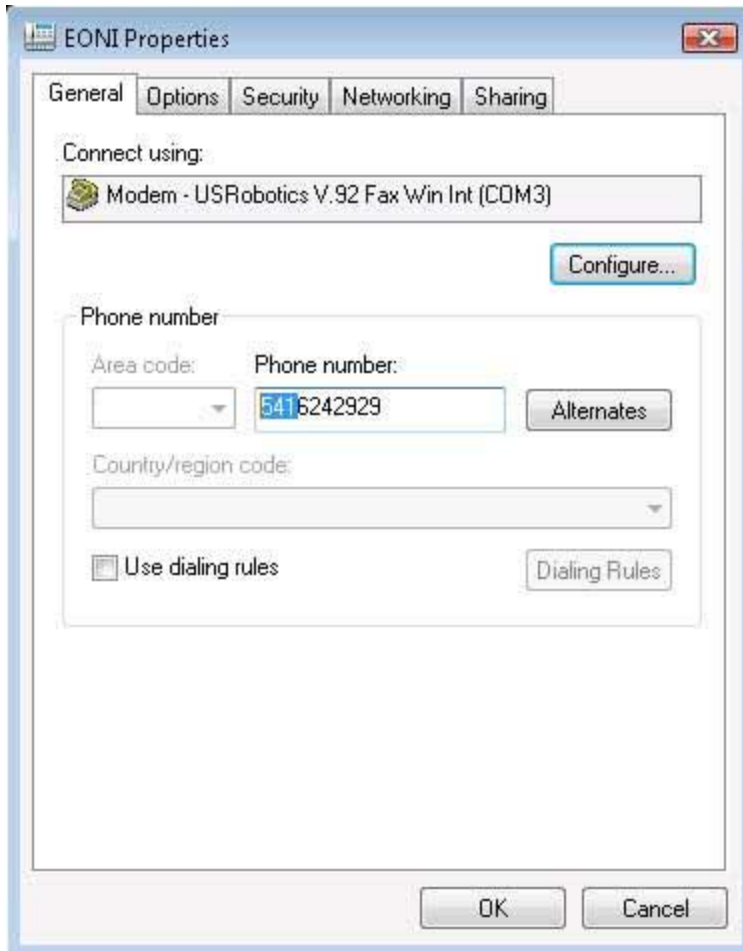 EONI Properties
General Options Security Networking Sharing
Connect using:
Modem - USRobotics V.92 Fax Win Int (COM3)
Configure...
Phone number
Area code: Phone number:
5416242929 Alternates
Country/region code:
Use dialing rules Dialing Rules
OK Cancel